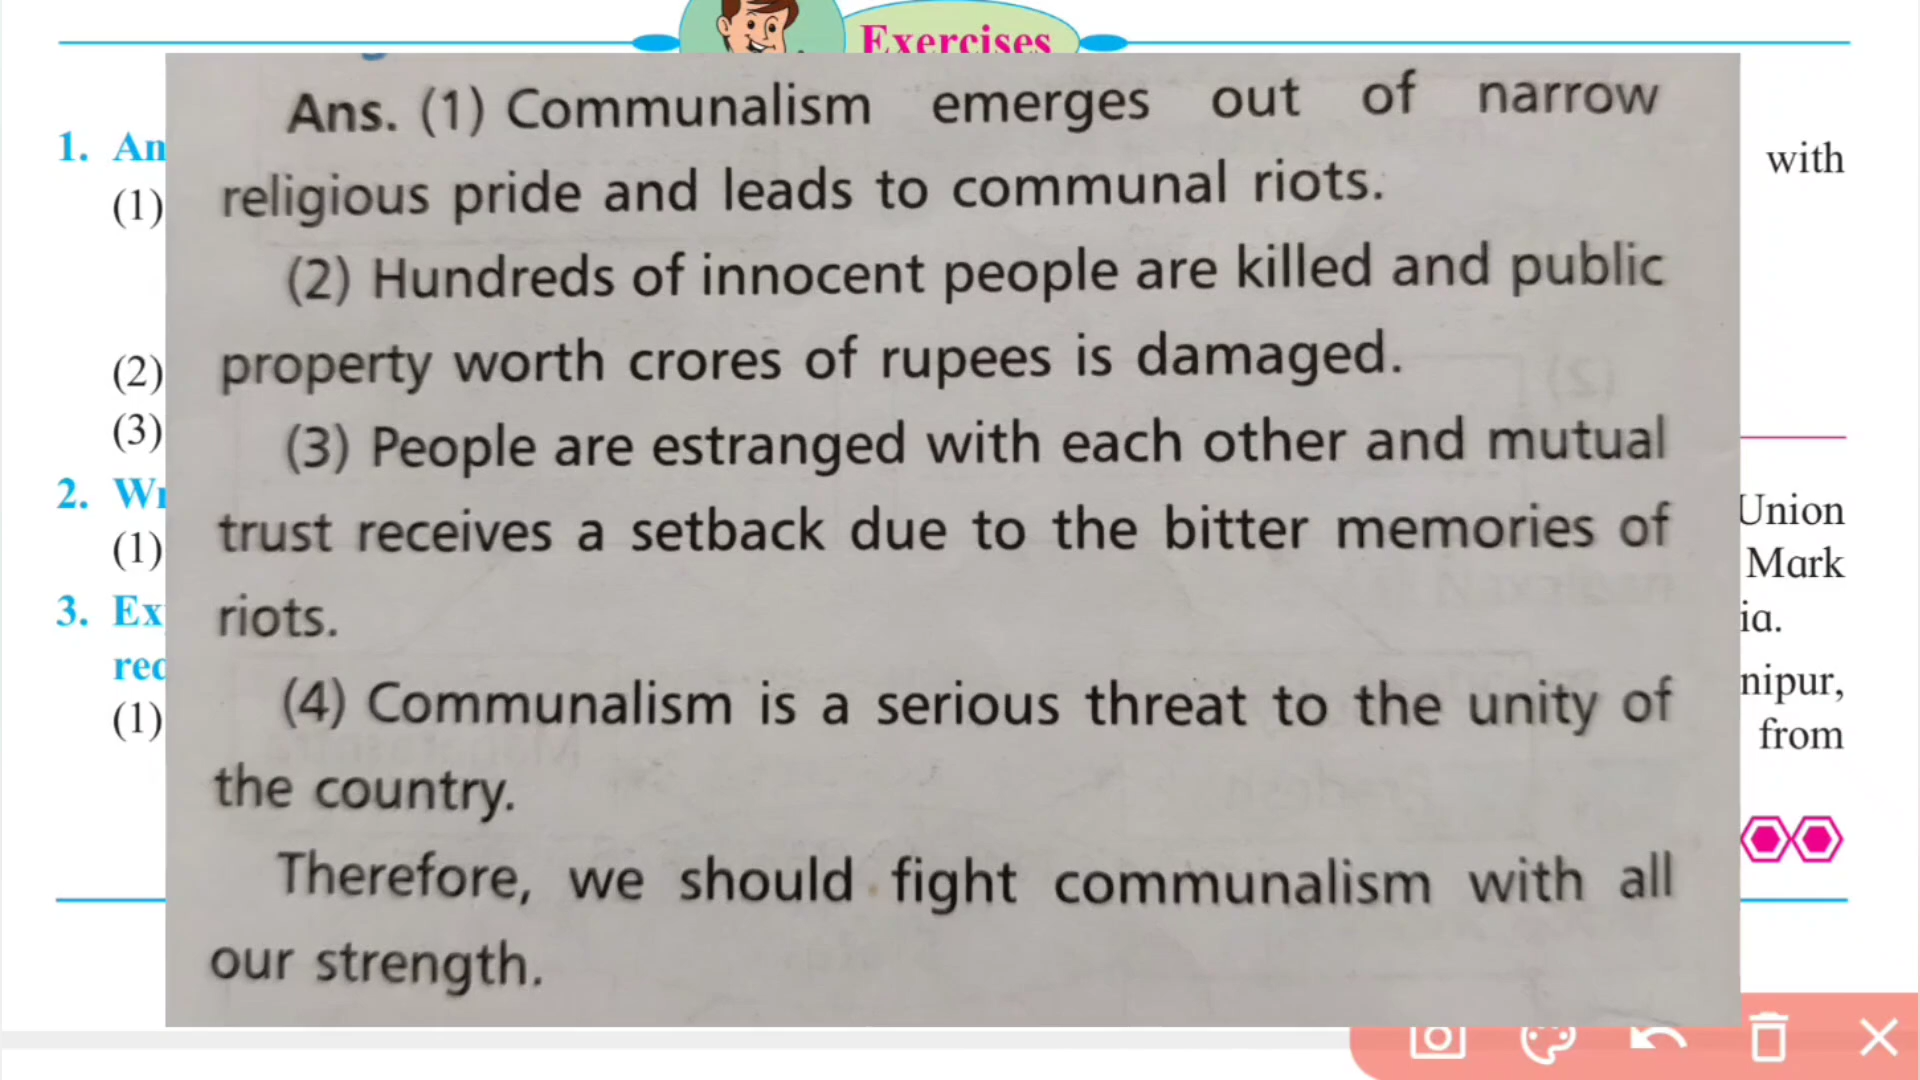 Exercises
1. An
with
(1)
(2)
(3)
2. Wr
Union
(1)
Mark
3. Ex
ia.
red
nipur,
(1)
from
Ans. (1) Communalism emerges out of narrow
religious pride and leads to communal riots.
(2) Hundreds of innocent people are killed and public
property worth crores of rupees is damaged.
(3) People are estranged with each other and mutual
trust receives a setback due to the bitter memories of
riots.
(4) Communalism is a serious threat to the unity of
the country.
Therefore, we should fight communalism with all
our strength.